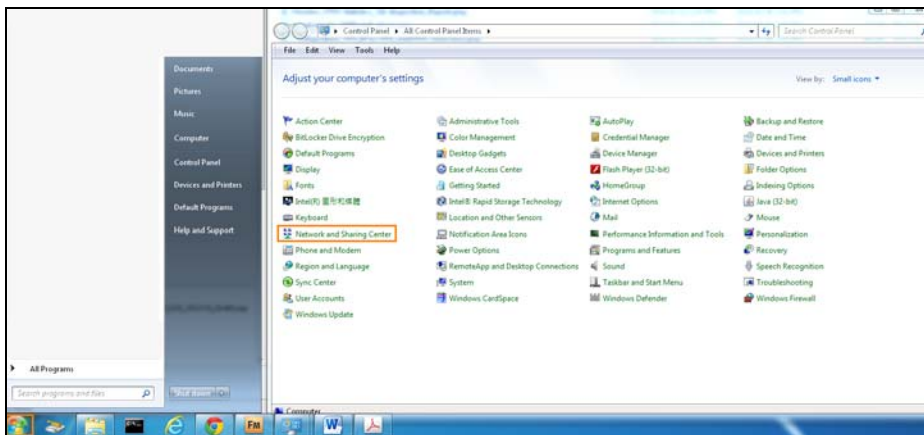 Control Panel ▸ All Control Panel Items ▸
Search Control Panel
File Edit View Tools Help
Adjust your computer's settings
View by: Small icons
Action Center
Administrative Tools
AutoPlay
Backup and Restore
BitLocker Drive Encryption
Color Management
Credential Manager
Date and Time
Default Programs
Desktop Gadgets
Device Manager
Devices and Printers
Display
Ease of Access Center
Flash Player (32-bit)
Folder Options
Fonts
Getting Started
HomeGroup
Indexing Options
Intel(R) 圖形和媒體
Intel® Rapid Storage Technology
Internet Options
Java (32-bit)
Keyboard
Location and Other Sensors
Mail
Mouse
Network and Sharing Center
Notification Area Icons
Performance Information and Tools
Personalization
Phone and Modem
Power Options
Programs and Features
Recovery
Region and Language
RemoteApp and Desktop Connections
Sound
Speech Recognition
Sync Center
System
Taskbar and Start Menu
Troubleshooting
User Accounts
Windows CardSpace
Windows Defender
Windows Firewall
Windows Update
Documents
Pictures
Music
Computer
Control Panel
Devices and Printers
Default Programs
Help and Support
All Programs
Search programs and files
Computer
FM
W